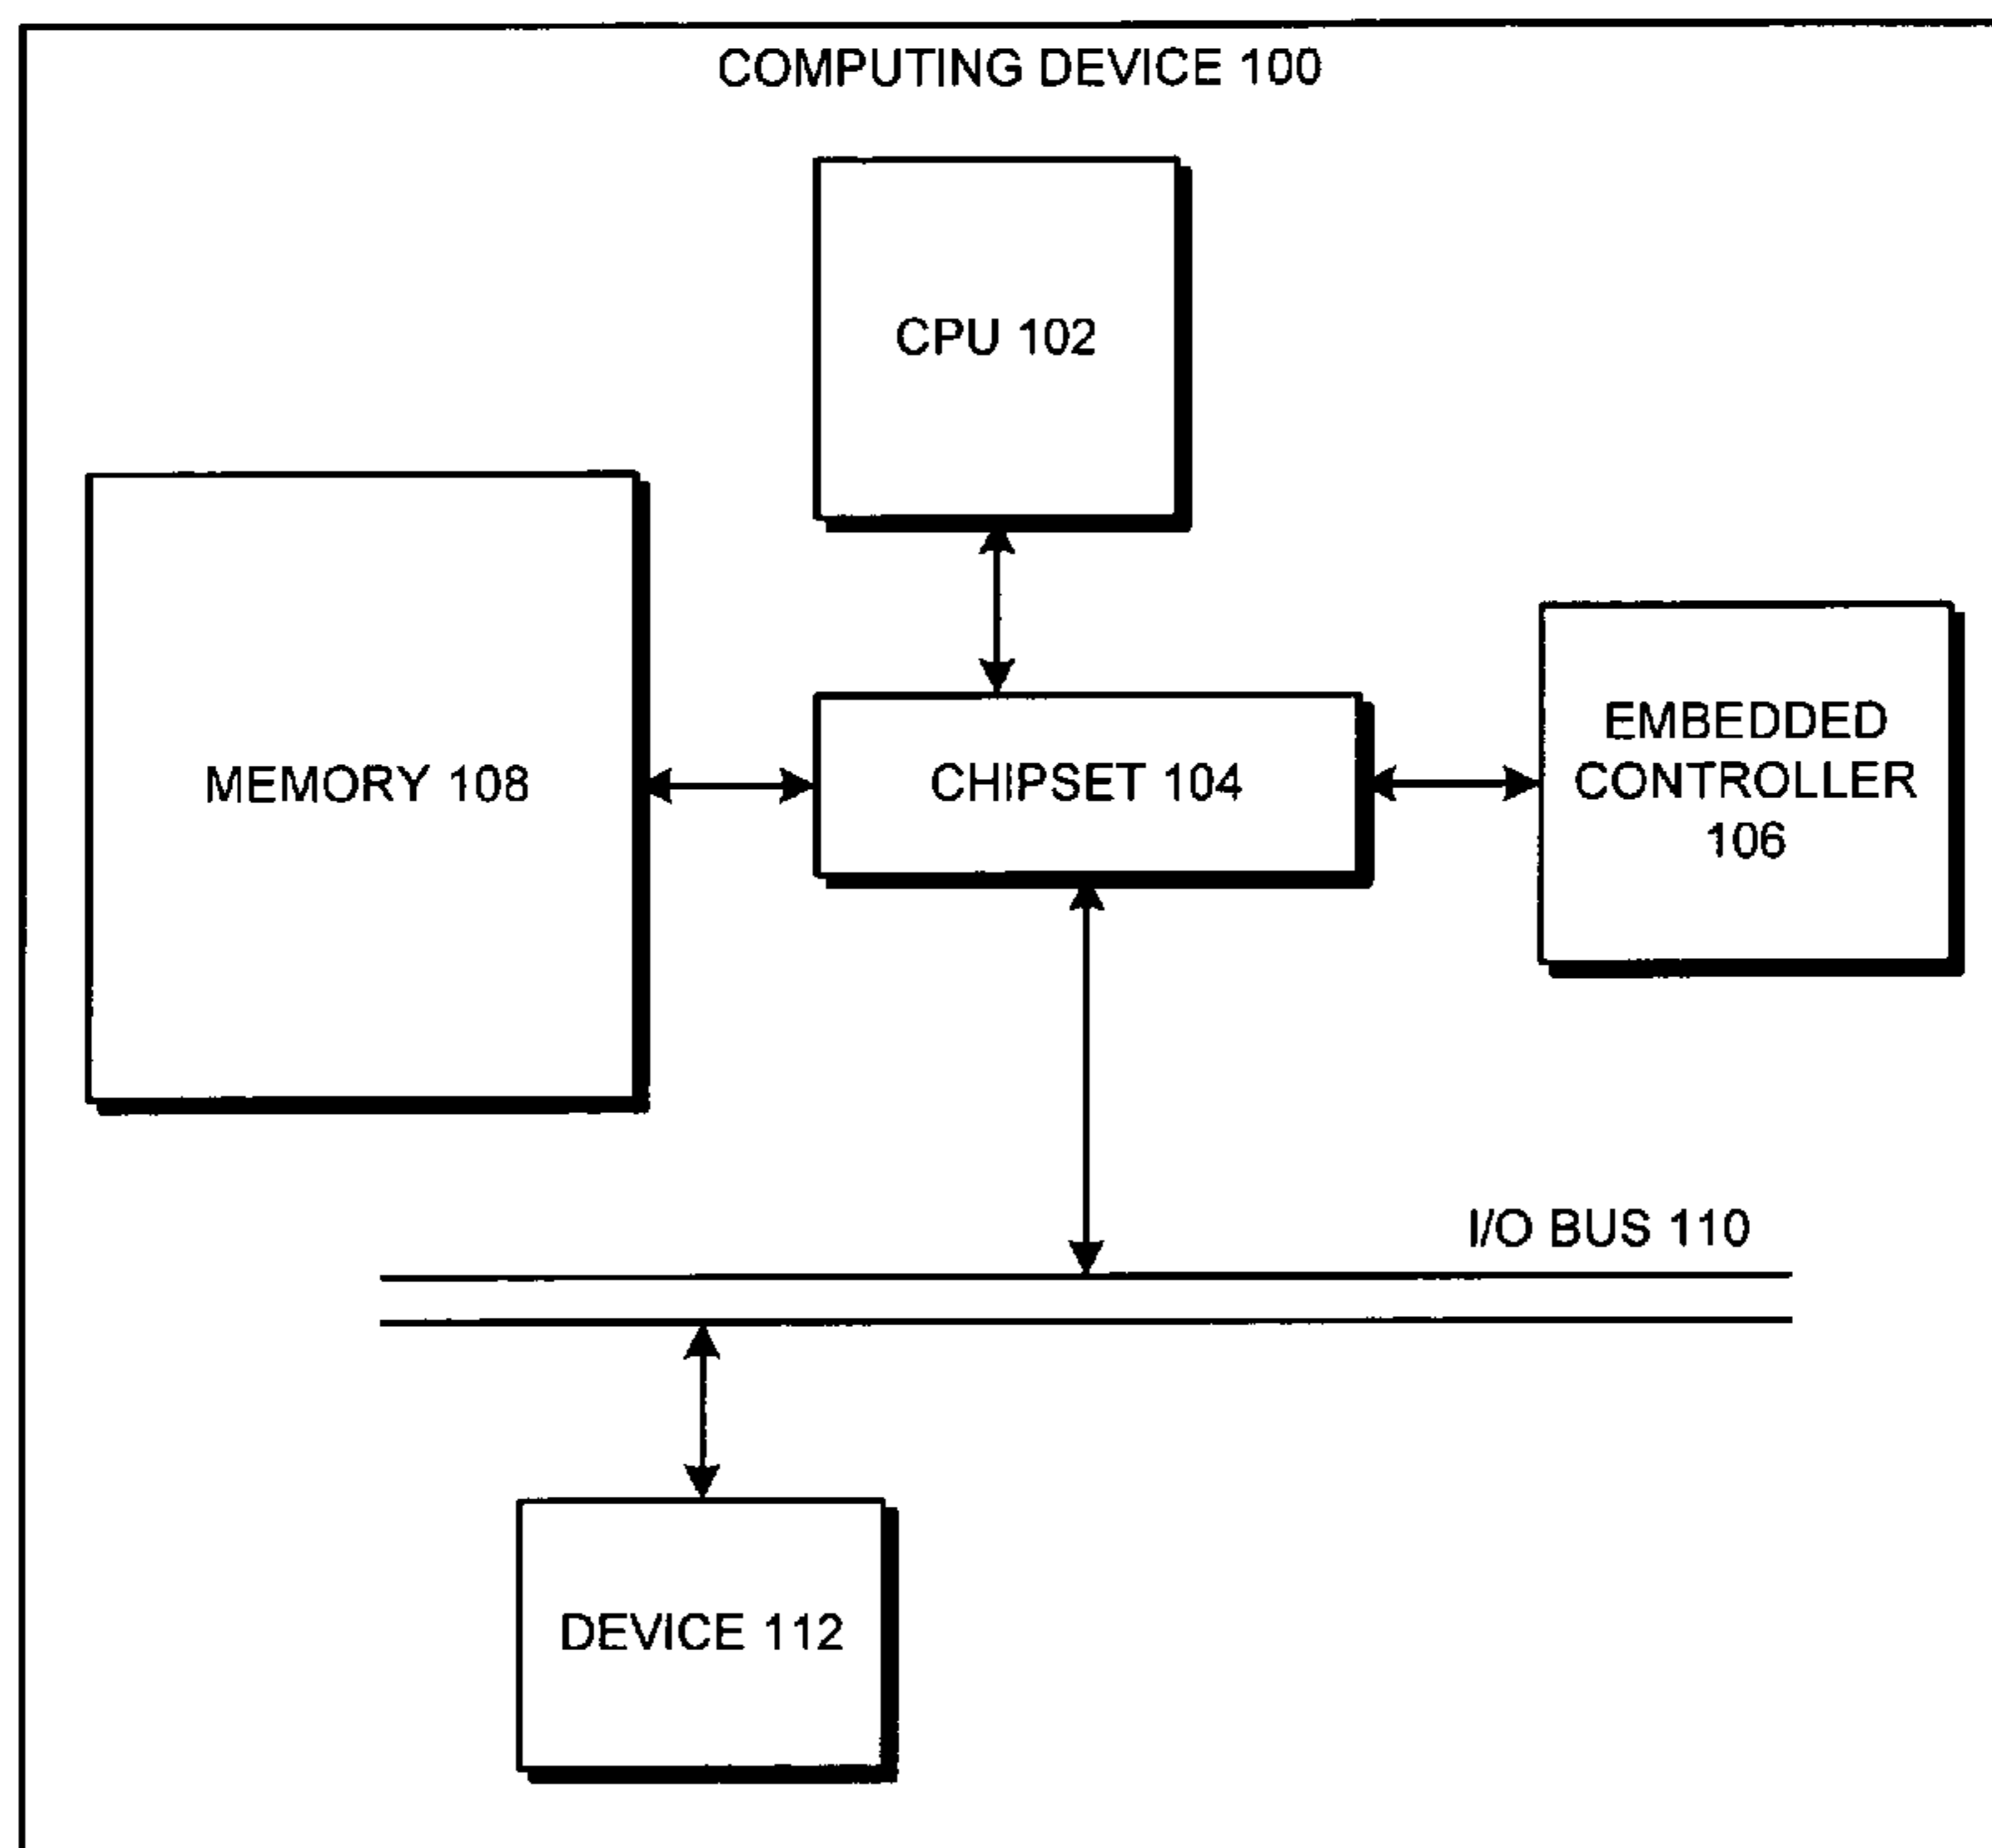 COMPUTING DEVICE 100
CPU 102
MEMORY 108
CHIPSET 104
EMBEDDED
CONTROLLER
106
I/O BUS 110
DEVICE 112